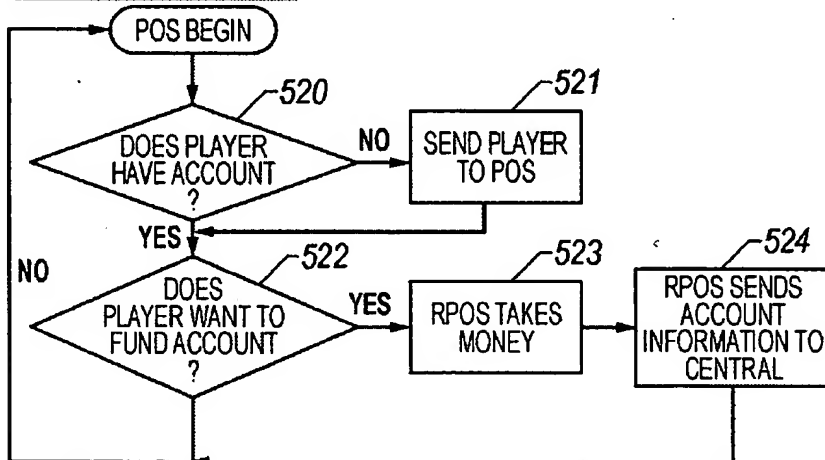 POS BEGIN
520
DOES PLAYER
HAVE ACCOUNT
?
NO
521
SEND PLAYER
TO POS
YES
NO
522
DOES
PLAYER WANT TO
FUND ACCOUNT
?
YES
523
RPOS TAKES
MONEY
524
RPOS SENDS
ACCOUNT
INFORMATION TO
CENTRAL